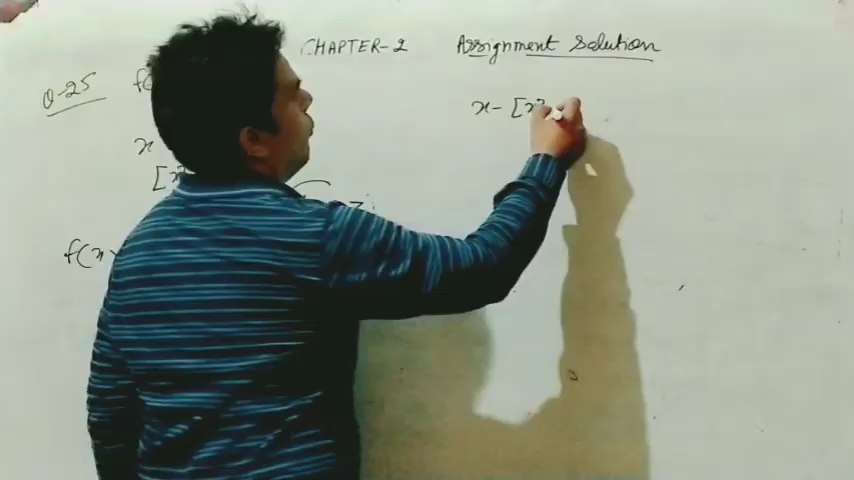 CHAPTER-2 Assignment Solution
Q-25 f(
x - [x
x
[x
f(x